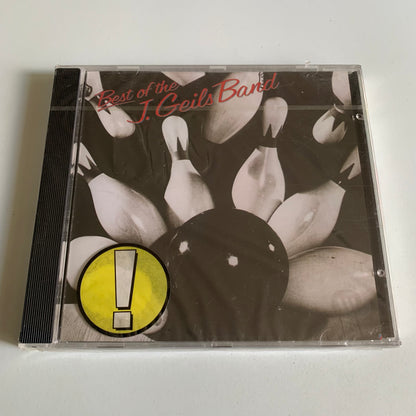 Best of the
J. Geils Band
!